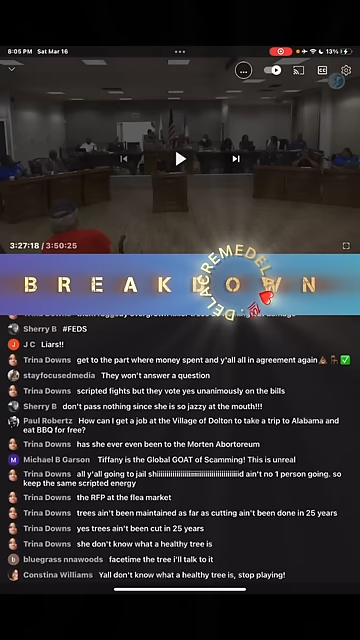 8:05 PM Sat Mar 16
13%
CC
3:27:18 / 3:50:25
CREMEDELACREMEDELA
BREAKDOWN
Sherry B #FEDS
J C Liars!!
Trina Downs get to the part where money spent and y'all all in agreement again💩🪑✅
stayfocusedmedia They won't answer a question
Trina Downs scripted fights but they vote yes unanimously on the bills
Sherry B don't pass nothing since she is so jazzy at the mouth!!!
Paul Robertz How can I get a job at the Village of Dolton to take a trip to Alabama and
eat BBQ for free?
Trina Downs has she ever even been to the Morten Abortoreum
Michael B Garson Tiffany is the Global GOAT of Scamming! This is unreal
Trina Downs all y'all going to jail shiiiiiiiiiiiiiiiiiiiiiiiiiiiiiiiid ain't no 1 person going. so
keep the same scripted energy
Trina Downs the RFP at the flea market
Trina Downs trees ain't been maintained as far as cutting ain't been done in 25 years
Trina Downs yes trees ain't been cut in 25 years
Trina Downs she don't know what a healthy tree is
bluegrass nnawoods facetime the tree i'll talk to it
Constina Williams Yall don't know what a healthy tree is, stop playing!